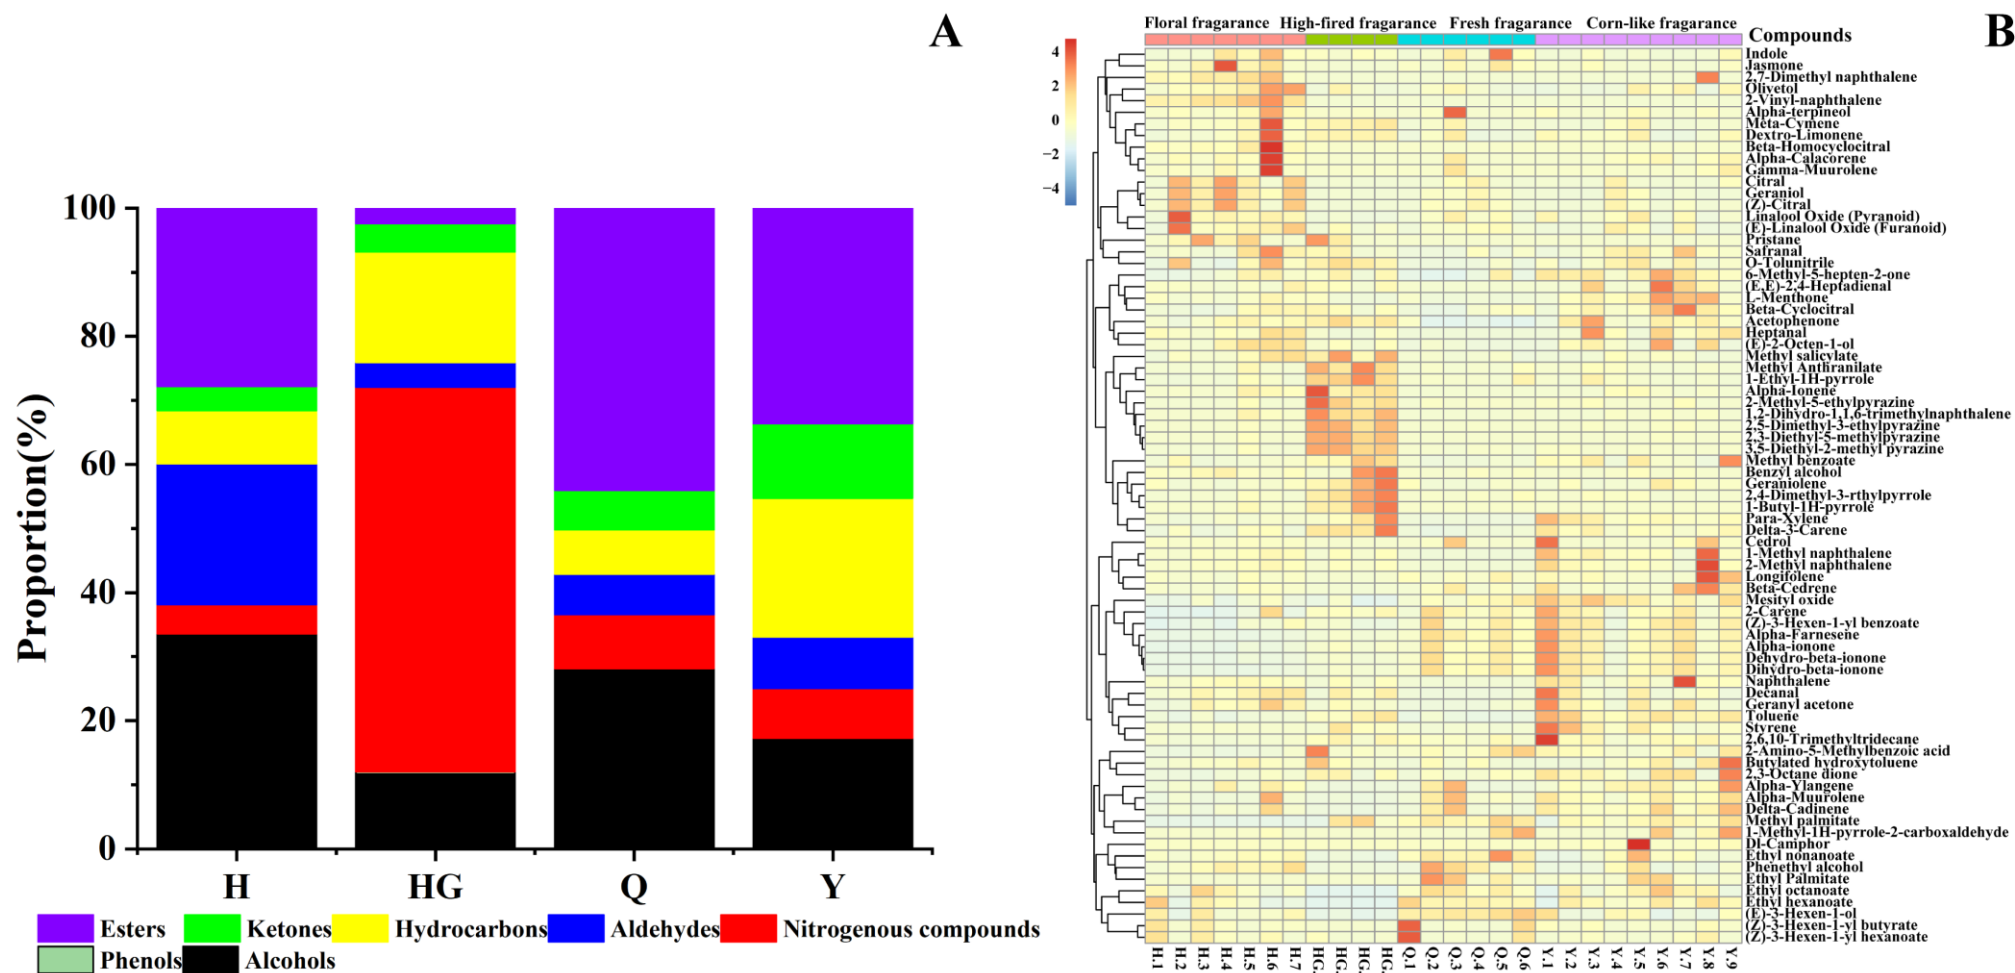 A
100
80
60
40
20
0
Proportion(%)
H
HG
Q
Y
Esters
Ketones
Hydrocarbons
Aldehydes
Nitrogenous compounds
Phenols
Alcohols
B
Floral fragarance
High-fired fragarance
Fresh fragarance
Corn-like fragarance
4
2
0
−2
−4
Compounds
Indole
Jasmone
2,7-Dimethyl naphthalene
Olivetol
2-Vinyl-naphthalene
Alpha-terpineol
Meta-Cymene
Dextro-Limonene
Beta-Homocyclocitral
Alpha-Calacorene
Gamma-Muurolene
Citral
Geraniol
(Z)-Citral
Linalool Oxide (Pyranoid)
(E)-Linalool Oxide (Furanoid)
Pristane
Safranal
O-Tolunitrile
6-Methyl-5-hepten-2-one
(E,E)-2,4-Heptadienal
L-Menthone
Beta-Cyclocitral
Acetophenone
Heptanal
(E)-2-Octen-1-ol
Methyl salicylate
Methyl Anthranilate
1-Ethyl-1H-pyrrole
Alpha-Ionene
2-Methyl-5-ethylpyrazine
1,2-Dihydro-1,1,6-trimethylnaphthalene
2,5-Dimethyl-3-ethylpyrazine
2,3-Diethyl-5-methylpyrazine
3,5-Diethyl-2-methyl pyrazine
Methyl benzoate
Benzyl alcohol
Geraniolene
2,4-Dimethyl-3-rthylpyrrole
1-Butyl-1H-pyrrole
Para-Xylene
Delta-3-Carene
Cedrol
1-Methyl naphthalene
2-Methyl naphthalene
Longifolene
Beta-Cedrene
Mesityl oxide
2-Carene
(Z)-3-Hexen-1-yl benzoate
Alpha-Farnesene
Alpha-ionone
Dehydro-beta-ionone
Dihydro-beta-ionone
Naphthalene
Decanal
Geranyl acetone
Toluene
Styrene
2,6,10-Trimethyltridecane
2-Amino-5-Methylbenzoic acid
Butylated hydroxytoluene
2,3-Octane dione
Alpha-Ylangene
Alpha-Muurolene
Delta-Cadinene
Methyl palmitate
1-Methyl-1H-pyrrole-2-carboxaldehyde
Dl-Camphor
Ethyl nonanoate
Phenethyl alcohol
Ethyl Palmitate
Ethyl octanoate
Ethyl hexanoate
(E)-3-Hexen-1-ol
(Z)-3-Hexen-1-yl butyrate
(Z)-3-Hexen-1-yl hexanoate
H.1
H.2
H.3
H.4
H.5
H.6
H.7
HG.
HG.
HG.
HG.
Q.1
Q.2
Q.3
Q.4
Q.5
Q.6
Y.1
Y.2
Y.3
Y.4
Y.5
Y.6
Y.7
Y.8
Y.9